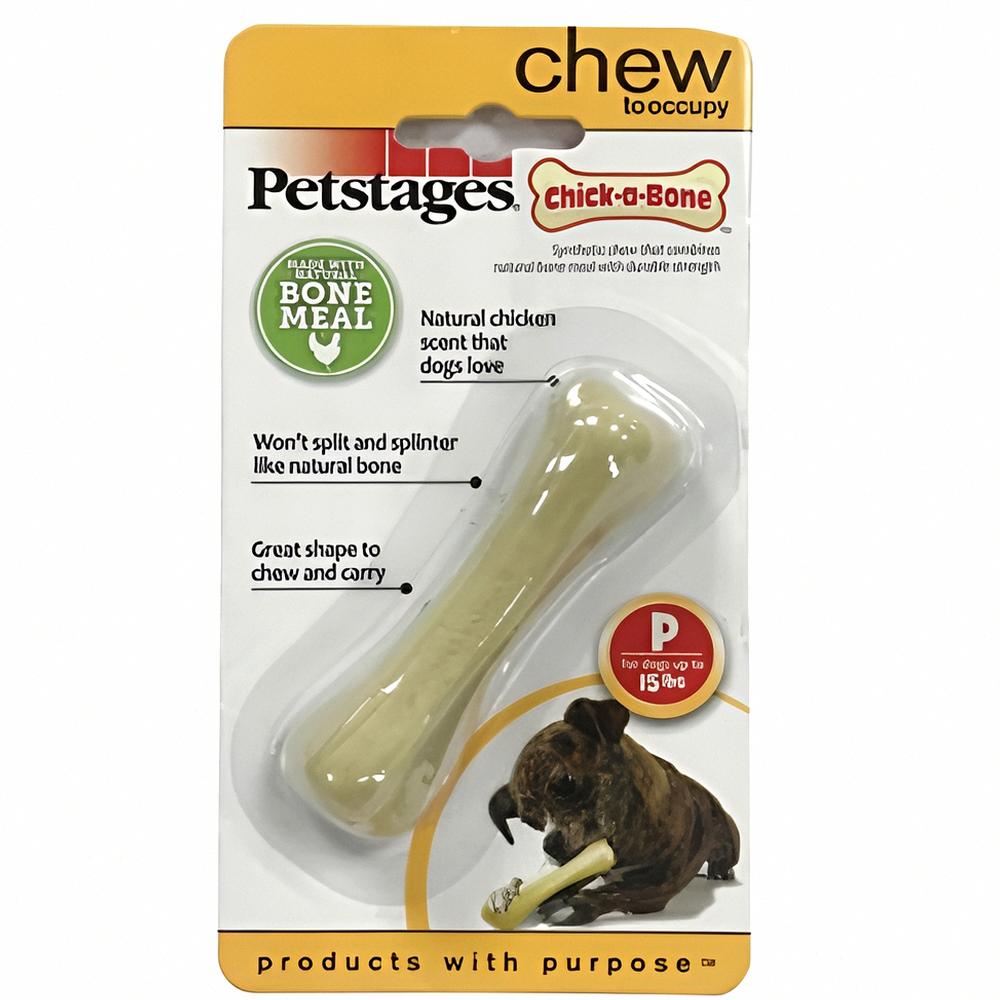 chew
to occupy
Petstages
Chick-a-Bone
BONE
MEAL
Natural chicken
scent that
dogs love
Won't split and splinter
like natural bone
Great shape to
chew and carry
P
15
products with purpose